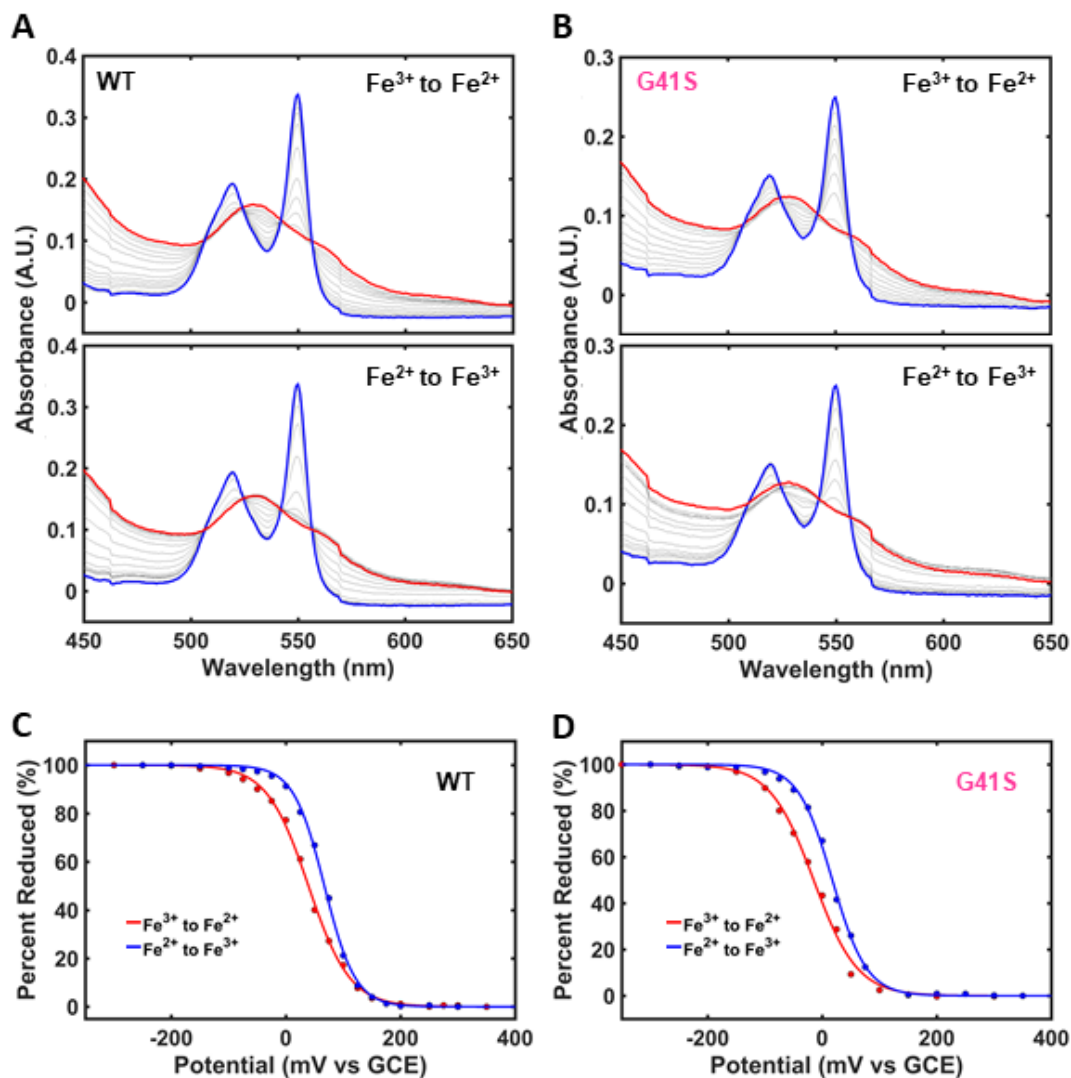 A
B
WT
Fe³⁺ to Fe²⁺
G41S
Fe³⁺ to Fe²⁺
0.4
0.3
0.2
0.1
0
0.3
0.2
0.1
0
Fe²⁺ to Fe³⁺
Fe²⁺ to Fe³⁺
0.4
0.3
0.2
0.1
0
0.3
0.2
0.1
0
Absorbance (A.U.)
Absorbance (A.U.)
450 500 550 600 650
450 500 550 600 650
Wavelength (nm)
Wavelength (nm)
C
D
WT
G41S
100
80
60
40
20
0
100
80
60
40
20
0
Percent Reduced (%)
Percent Reduced (%)
Fe³⁺ to Fe²⁺
Fe²⁺ to Fe³⁺
Fe³⁺ to Fe²⁺
Fe²⁺ to Fe³⁺
-200 0 200 400
-200 0 200 400
Potential (mV vs GCE)
Potential (mV vs GCE)